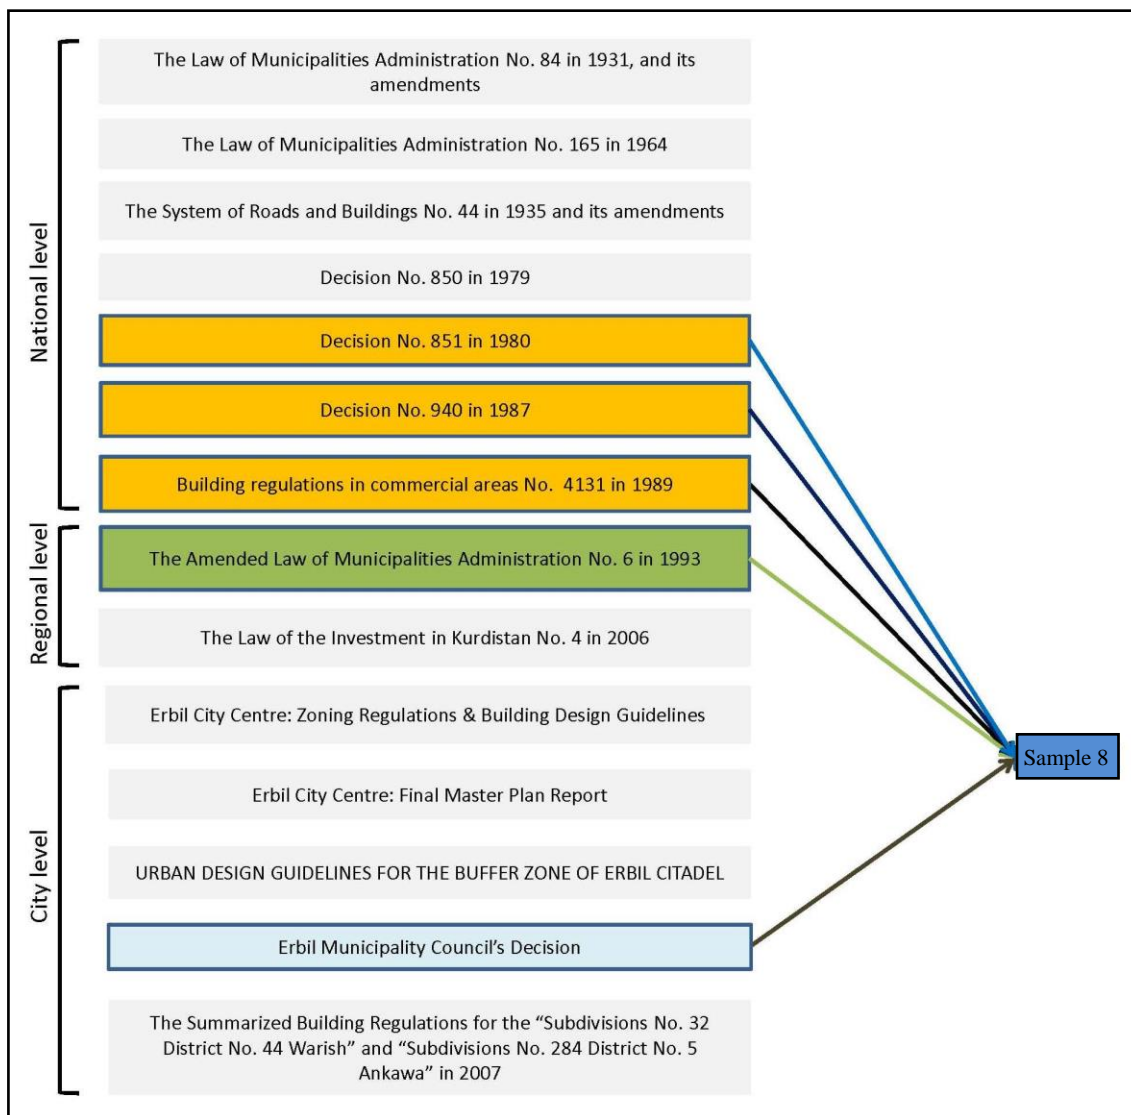 National level
The Law of Municipalities Administration No. 84 in 1931, and its
amendments
The Law of Municipalities Administration No. 165 in 1964
The System of Roads and Buildings No. 44 in 1935 and its amendments
Decision No. 850 in 1979
Decision No. 851 in 1980
Decision No. 940 in 1987
Building regulations in commercial areas No. 4131 in 1989
Regional level
The Amended Law of Municipalities Administration No. 6 in 1993
The Law of the Investment in Kurdistan No. 4 in 2006
City level
Erbil City Centre: Zoning Regulations & Building Design Guidelines
Erbil City Centre: Final Master Plan Report
URBAN DESIGN GUIDELINES FOR THE BUFFER ZONE OF ERBIL CITADEL
Erbil Municipality Council’s Decision
The Summarized Building Regulations for the “Subdivisions No. 32
District No. 44 Warish” and “Subdivisions No. 284 District No. 5
Ankawa” in 2007
Sample 8